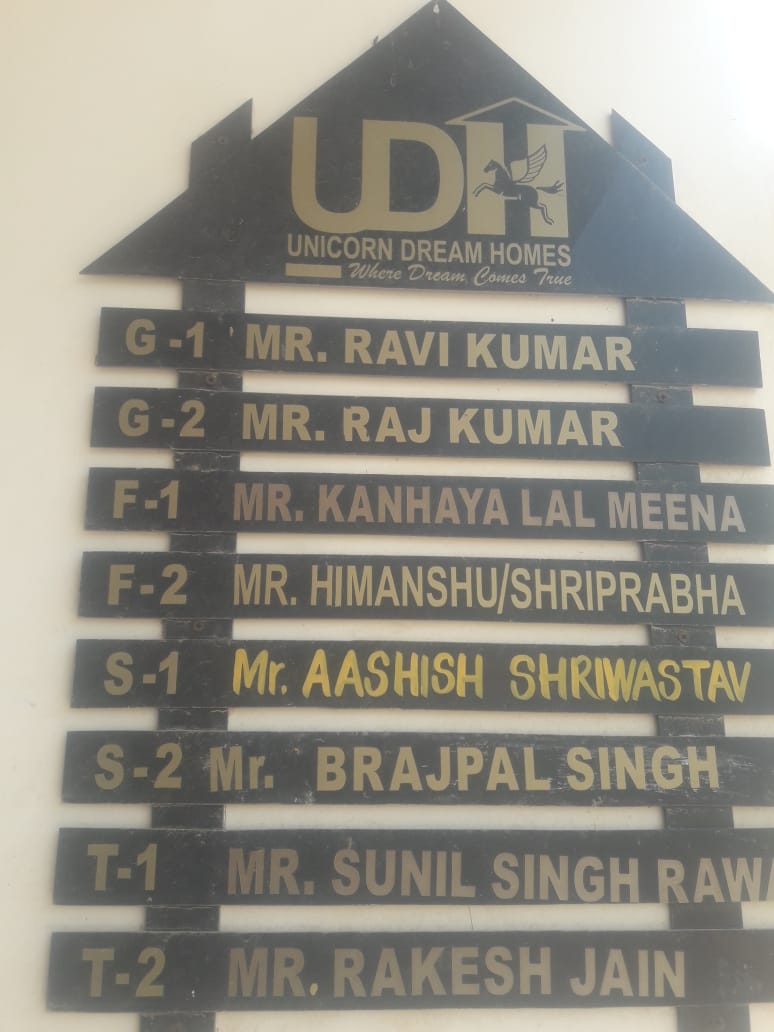 UDH
UNICORN DREAM HOMES
Where Dream Comes True
G-1 MR. RAVI KUMAR
G-2 MR. RAJ KUMAR
F-1 MR. KANHAYA LAL MEENA
F-2 MR. HIMANSHU/SHRIPRABHA
S-1 Mr. AASHISH SHRIWASTAV
S-2 Mr. BRAJPAL SINGH
T-1 MR. SUNIL SINGH
T-2 MR. RAKESH JAIN